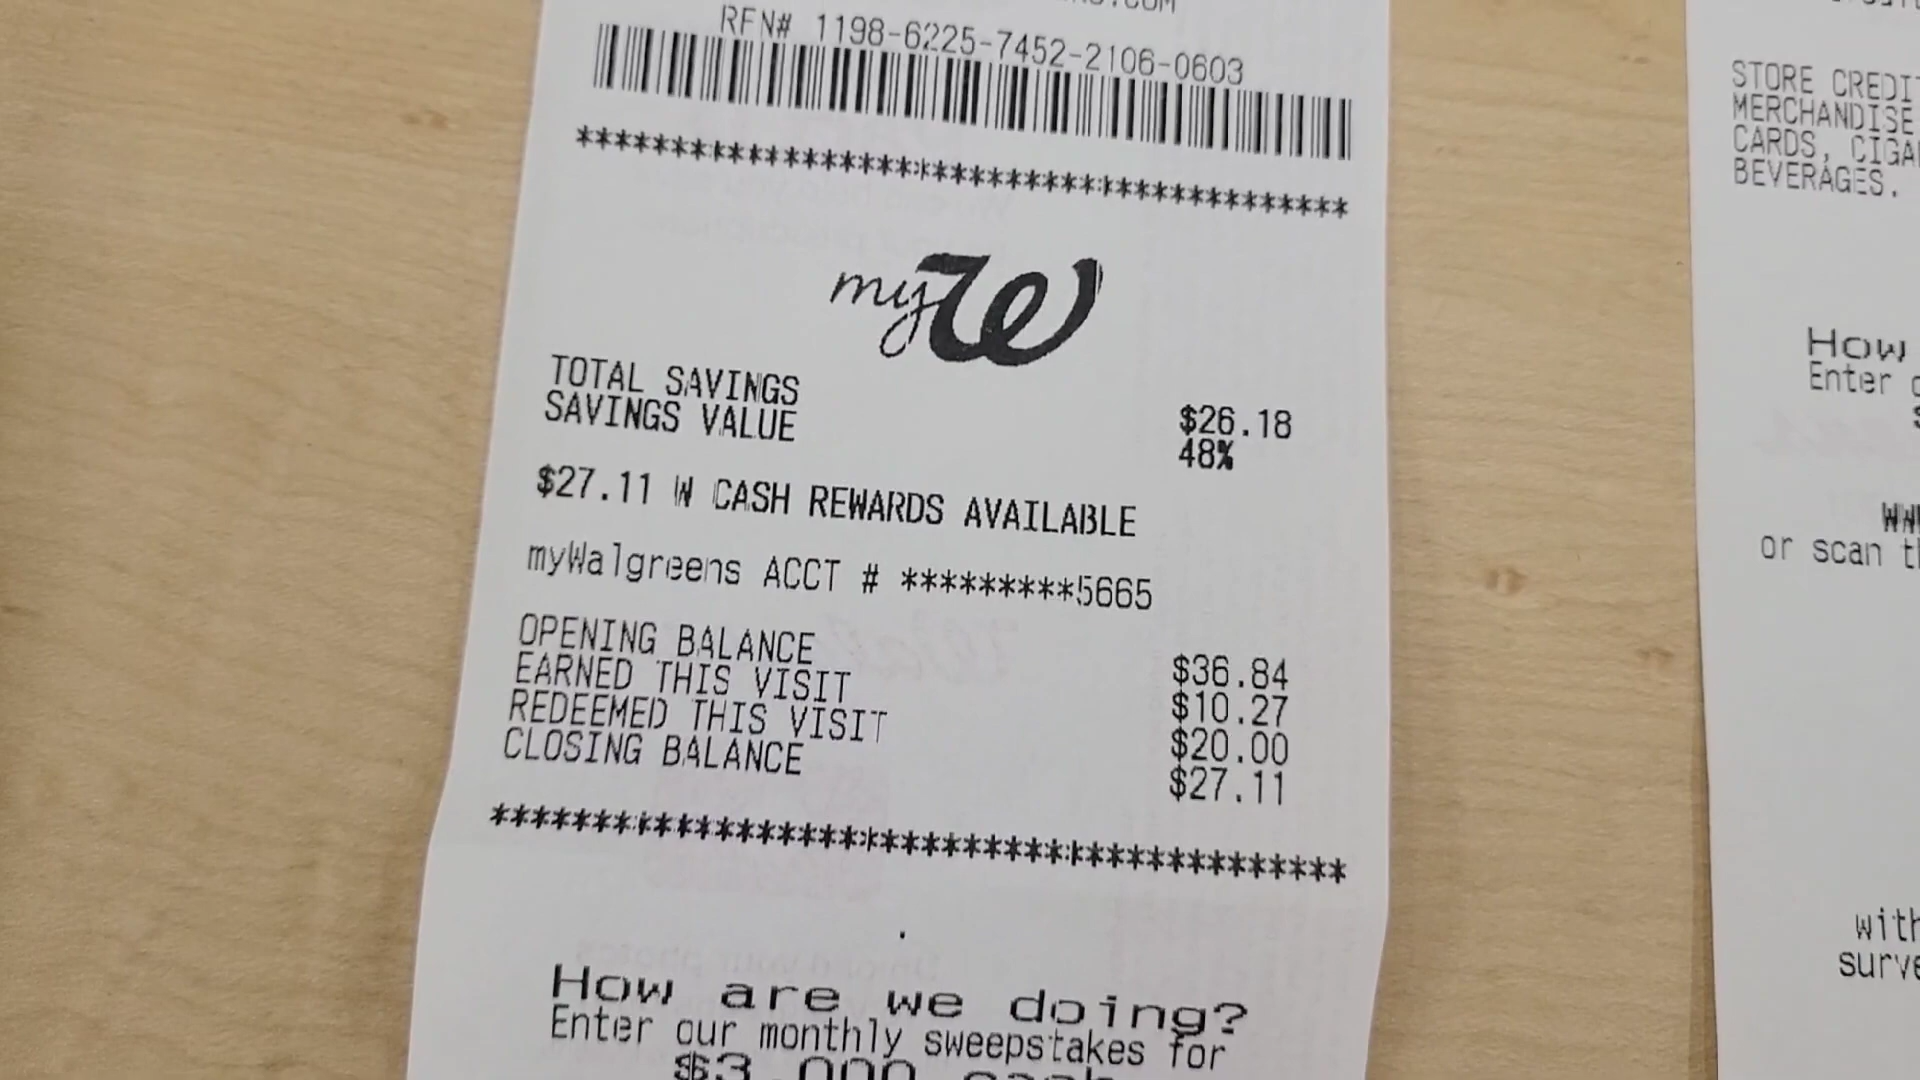 RFN# 1198-6225-7452-2106-0603
****************************************
myW
TOTAL SAVINGS $26.18
SAVINGS VALUE 48%
$27.11 W CASH REWARDS AVAILABLE
myWalgreens ACCT # *********5665
OPENING BALANCE $36.84
EARNED THIS VISIT $10.27
REDEEMED THIS VISIT $20.00
CLOSING BALANCE $27.11
****************************************
How are we doing?
Enter our monthly sweepstakes for
$3,000 cash
STORE CREDIT
MERCHANDISE
CARDS,
BEVERAGES.
How
Enter
or scan
with